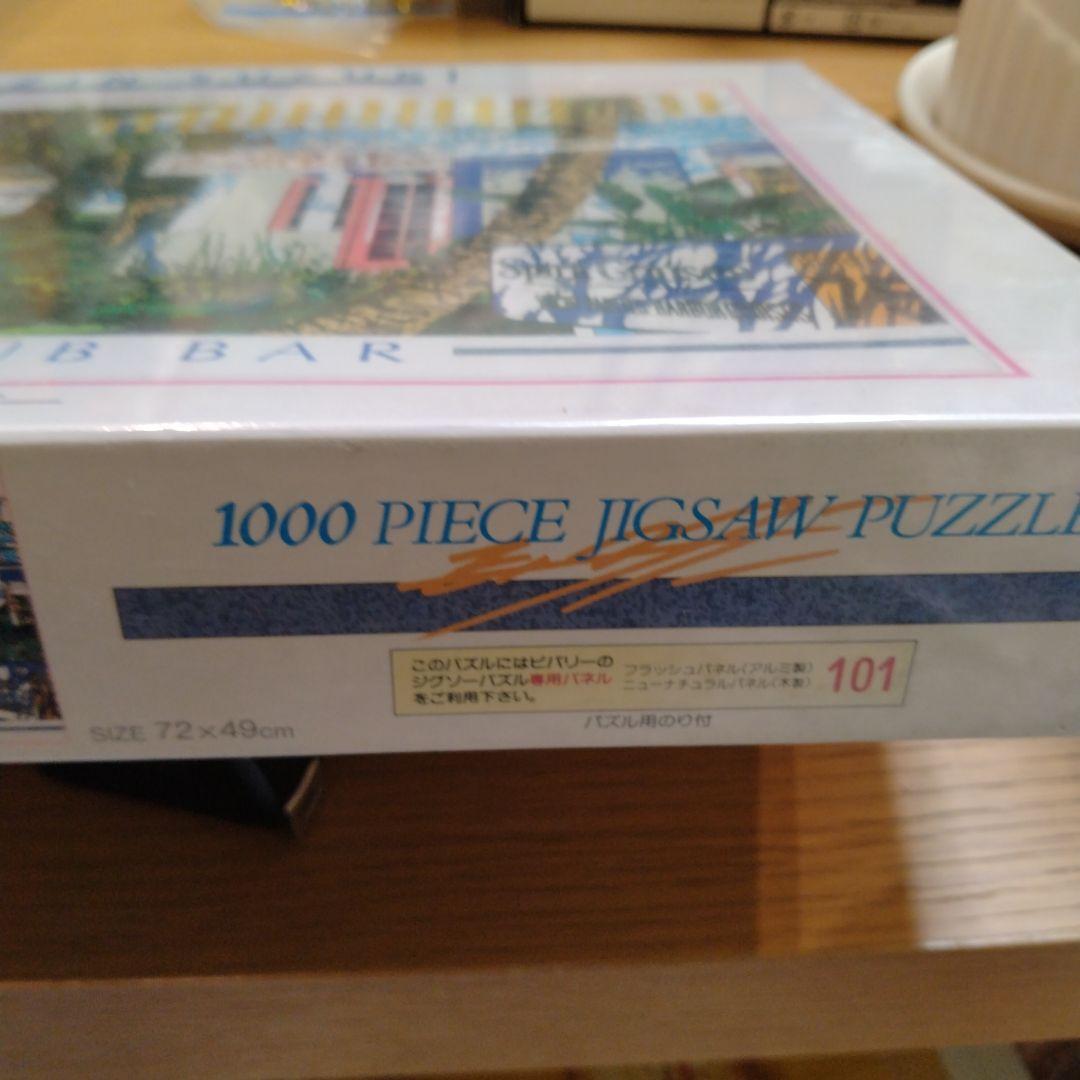 UB BAR
1000 PIECE JIGSAW PUZZLE
このパズルにはビバリーの
ジグソーパズル専用パネル
をご利用下さい。
フラッシュパネル(アルミ製)
ニューナチュラルパネル(木製)
101
SIZE 72×49cm
パズル用のり付